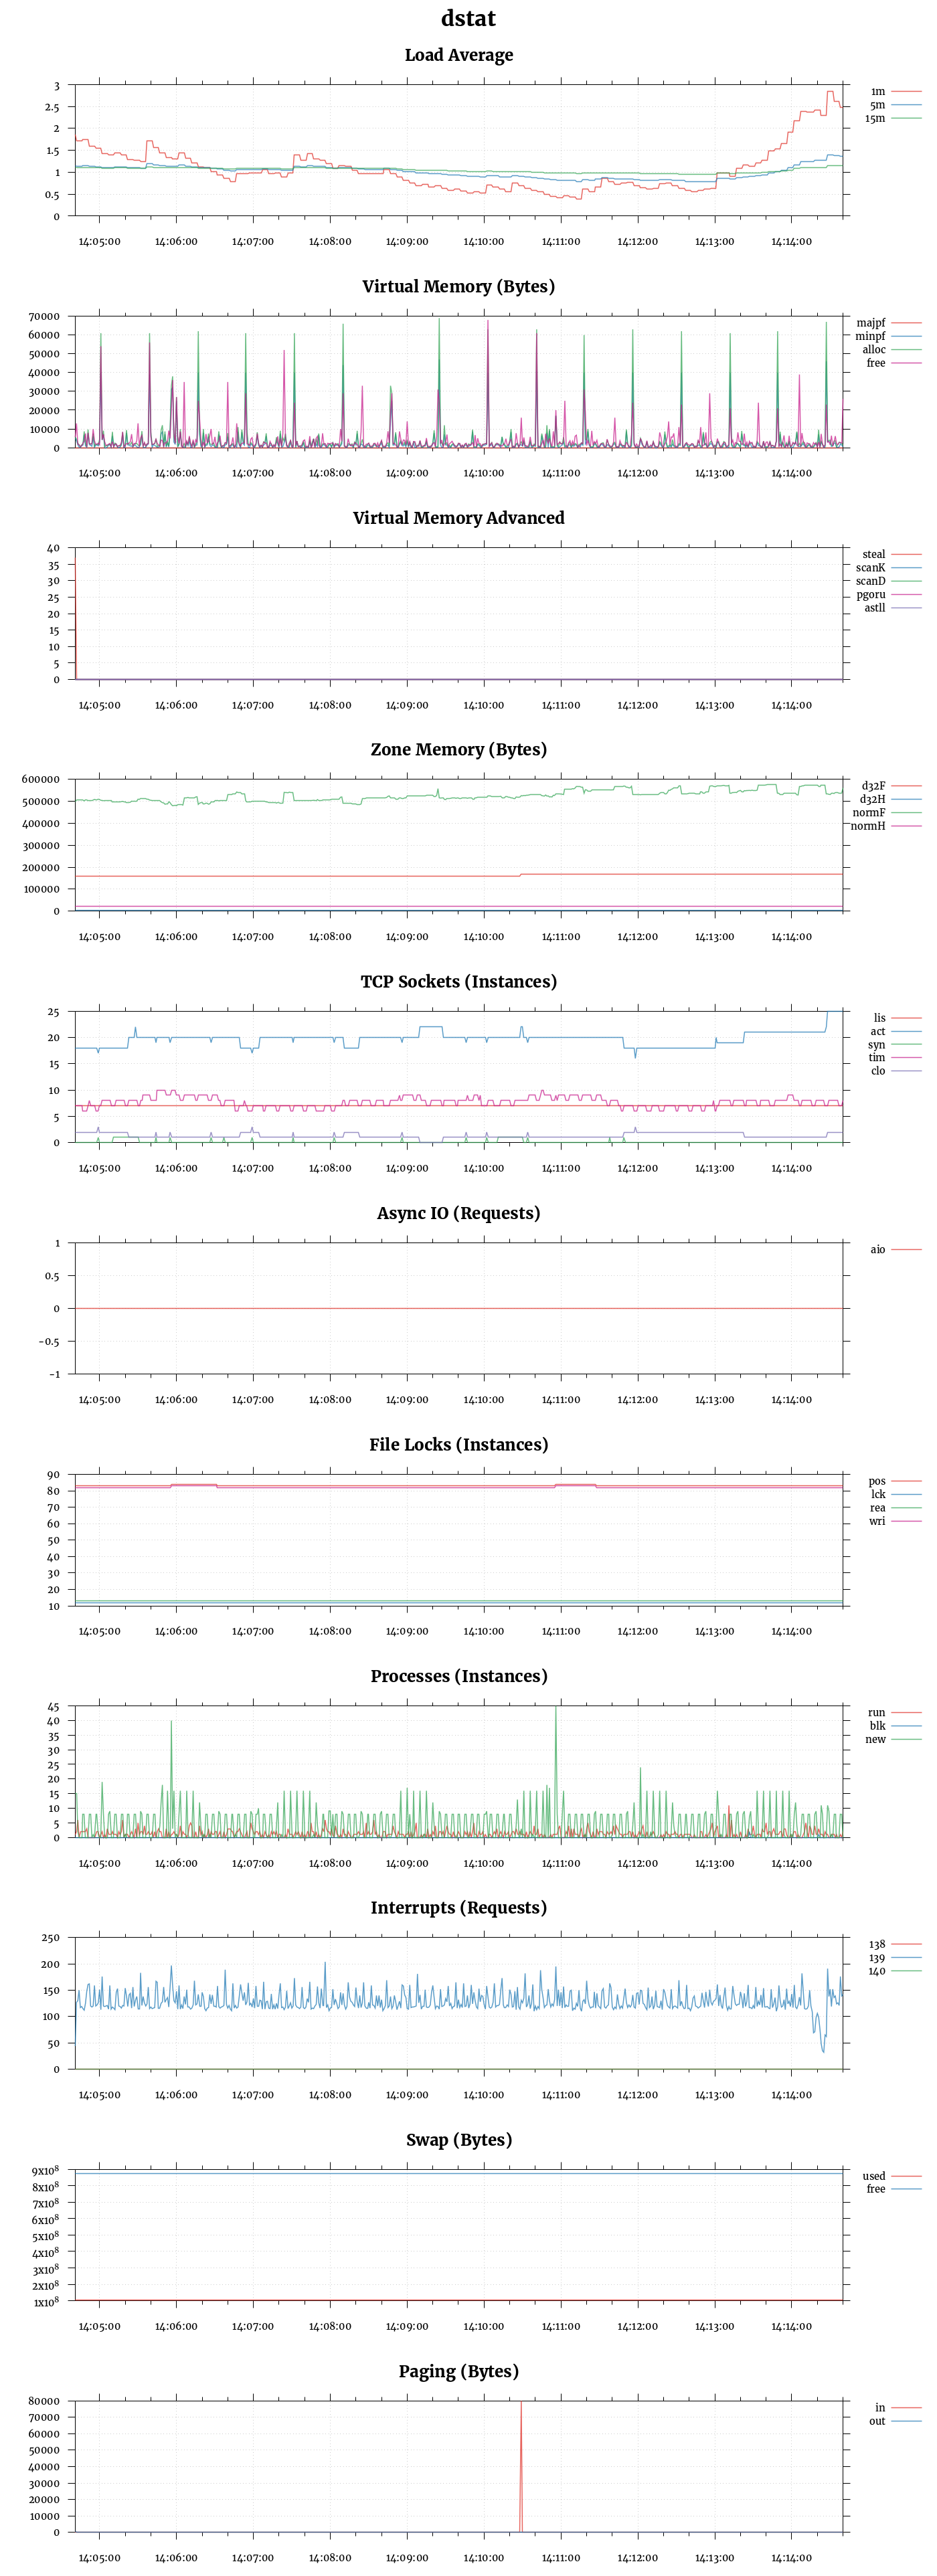 dstat
Load Average
3
2.5
2
1.5
1
0.5
0
14:05:00 14:06:00 14:07:00 14:08:00 14:09:00 14:10:00 14:11:00 14:12:00 14:13:00 14:14:00
1m
5m
15m
Virtual Memory (Bytes)
70000
60000
50000
40000
30000
20000
10000
0
14:05:00 14:06:00 14:07:00 14:08:00 14:09:00 14:10:00 14:11:00 14:12:00 14:13:00 14:14:00
majpf
minpf
alloc
free
Virtual Memory Advanced
40
35
30
25
20
15
10
5
0
14:05:00 14:06:00 14:07:00 14:08:00 14:09:00 14:10:00 14:11:00 14:12:00 14:13:00 14:14:00
steal
scanK
scanD
pgoru
astll
Zone Memory (Bytes)
600000
500000
400000
300000
200000
100000
0
14:05:00 14:06:00 14:07:00 14:08:00 14:09:00 14:10:00 14:11:00 14:12:00 14:13:00 14:14:00
d32F
d32H
normF
normH
TCP Sockets (Instances)
25
20
15
10
5
0
14:05:00 14:06:00 14:07:00 14:08:00 14:09:00 14:10:00 14:11:00 14:12:00 14:13:00 14:14:00
lis
act
syn
tim
clo
Async IO (Requests)
1
0.5
0
-0.5
-1
14:05:00 14:06:00 14:07:00 14:08:00 14:09:00 14:10:00 14:11:00 14:12:00 14:13:00 14:14:00
aio
File Locks (Instances)
90
80
70
60
50
40
30
20
10
14:05:00 14:06:00 14:07:00 14:08:00 14:09:00 14:10:00 14:11:00 14:12:00 14:13:00 14:14:00
pos
lck
rea
wri
Processes (Instances)
45
40
35
30
25
20
15
10
5
0
14:05:00 14:06:00 14:07:00 14:08:00 14:09:00 14:10:00 14:11:00 14:12:00 14:13:00 14:14:00
run
blk
new
Interrupts (Requests)
250
200
150
100
50
0
14:05:00 14:06:00 14:07:00 14:08:00 14:09:00 14:10:00 14:11:00 14:12:00 14:13:00 14:14:00
138
139
140
Swap (Bytes)
9x10⁸
8x10⁸
7x10⁸
6x10⁸
5x10⁸
4x10⁸
3x10⁸
2x10⁸
1x10⁸
14:05:00 14:06:00 14:07:00 14:08:00 14:09:00 14:10:00 14:11:00 14:12:00 14:13:00 14:14:00
used
free
Paging (Bytes)
80000
70000
60000
50000
40000
30000
20000
10000
0
14:05:00 14:06:00 14:07:00 14:08:00 14:09:00 14:10:00 14:11:00 14:12:00 14:13:00 14:14:00
in
out